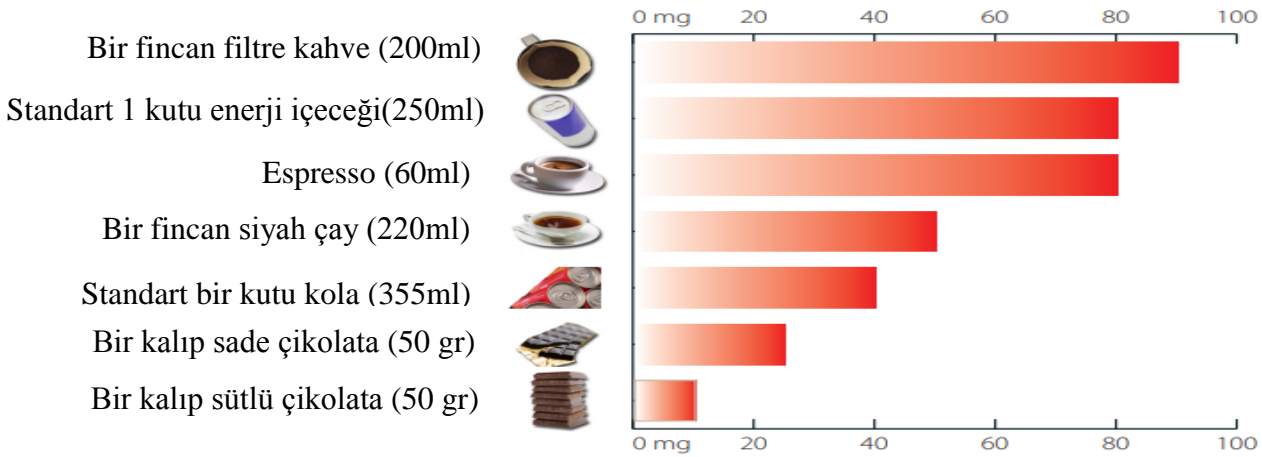 0 mg 20 40 60 80 100
Bir fincan filtre kahve (200ml)
Standart 1 kutu enerji içeceği(250ml)
Espresso (60ml)
Bir fincan siyah çay (220ml)
Standart bir kutu kola (355ml)
Bir kalıp sade çikolata (50 gr)
Bir kalıp sütlü çikolata (50 gr)
0 mg 20 40 60 80 100